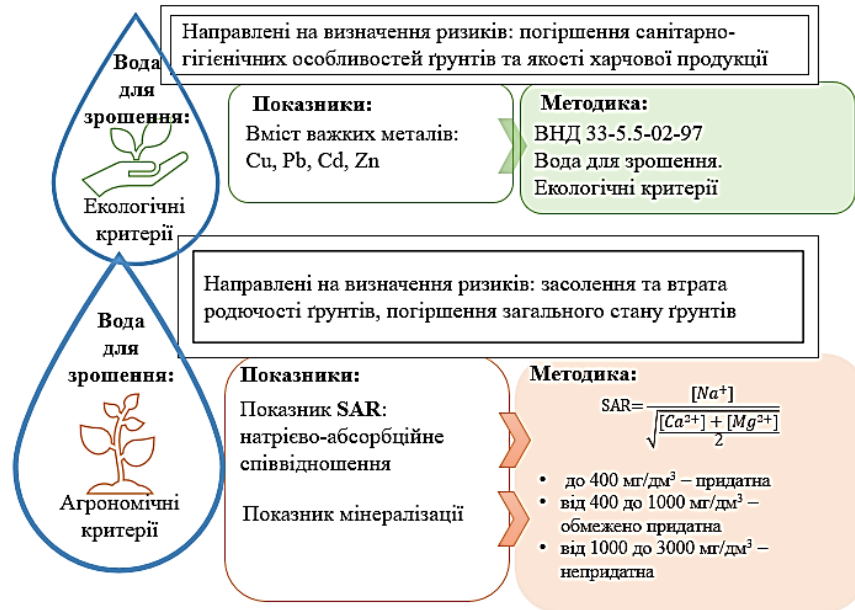 Направлені на визначення ризиків: погіршення санітарно-
гігієнічних особливостей ґрунтів та якості харчової продукції
Вода
для
зрошення:
Екологічні
критерії
Показники:
Вміст важких металів:
Cu, Pb, Cd, Zn
Методика:
ВНД 33-5.5-02-97
Вода для зрошення.
Екологічні критерії
Направлені на визначення ризиків: засолення та втрата
родючості ґрунтів, погіршення загального стану ґрунтів
Вода
для
зрошення:
Агрономічні
критерії
Показники:
Показник SAR:
натрієво-абсорбційне
співвідношення
Показник мінералізації
Методика:
SAR= [Na⁺] / √([Ca²⁺] + [Mg²⁺] / 2)
• до 400 мг/дм³ – придатна
• від 400 до 1000 мг/дм³ –
обмежено придатна
• від 1000 до 3000 мг/дм³ –
непридатна